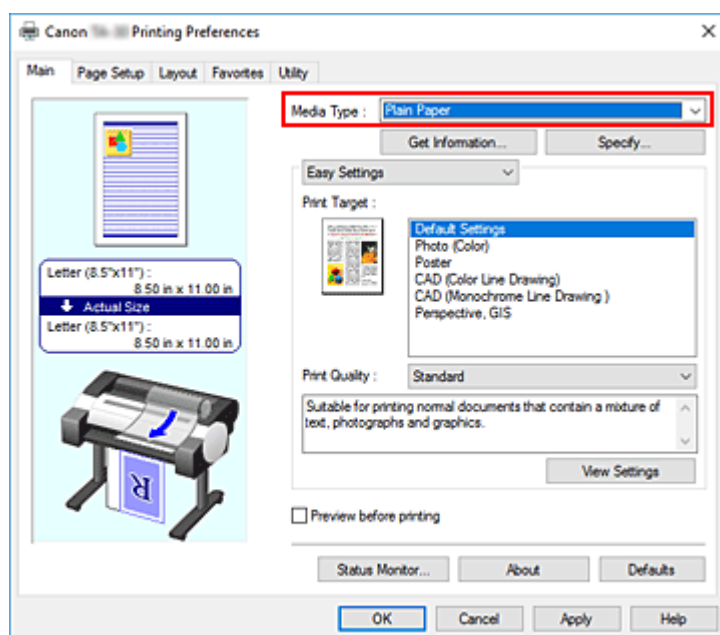 Canon Printing Preferences
Main Page Setup Layout Favorites Utility
Media Type : Plain Paper
Get Information... Specify...
Easy Settings
Print Target :
Default Settings
Photo (Color)
Poster
CAD (Color Line Drawing)
CAD (Monochrome Line Drawing )
Perspective, GIS
Letter (8.5"x11") :
8.50 in x 11.00 in
Actual Size
Letter (8.5"x11") :
8.50 in x 11.00 in
R
Print Quality : Standard
Suitable for printing normal documents that contain a mixture of
text, photographs and graphics.
View Settings
Preview before printing
Status Monitor... About Defaults
OK Cancel Apply Help